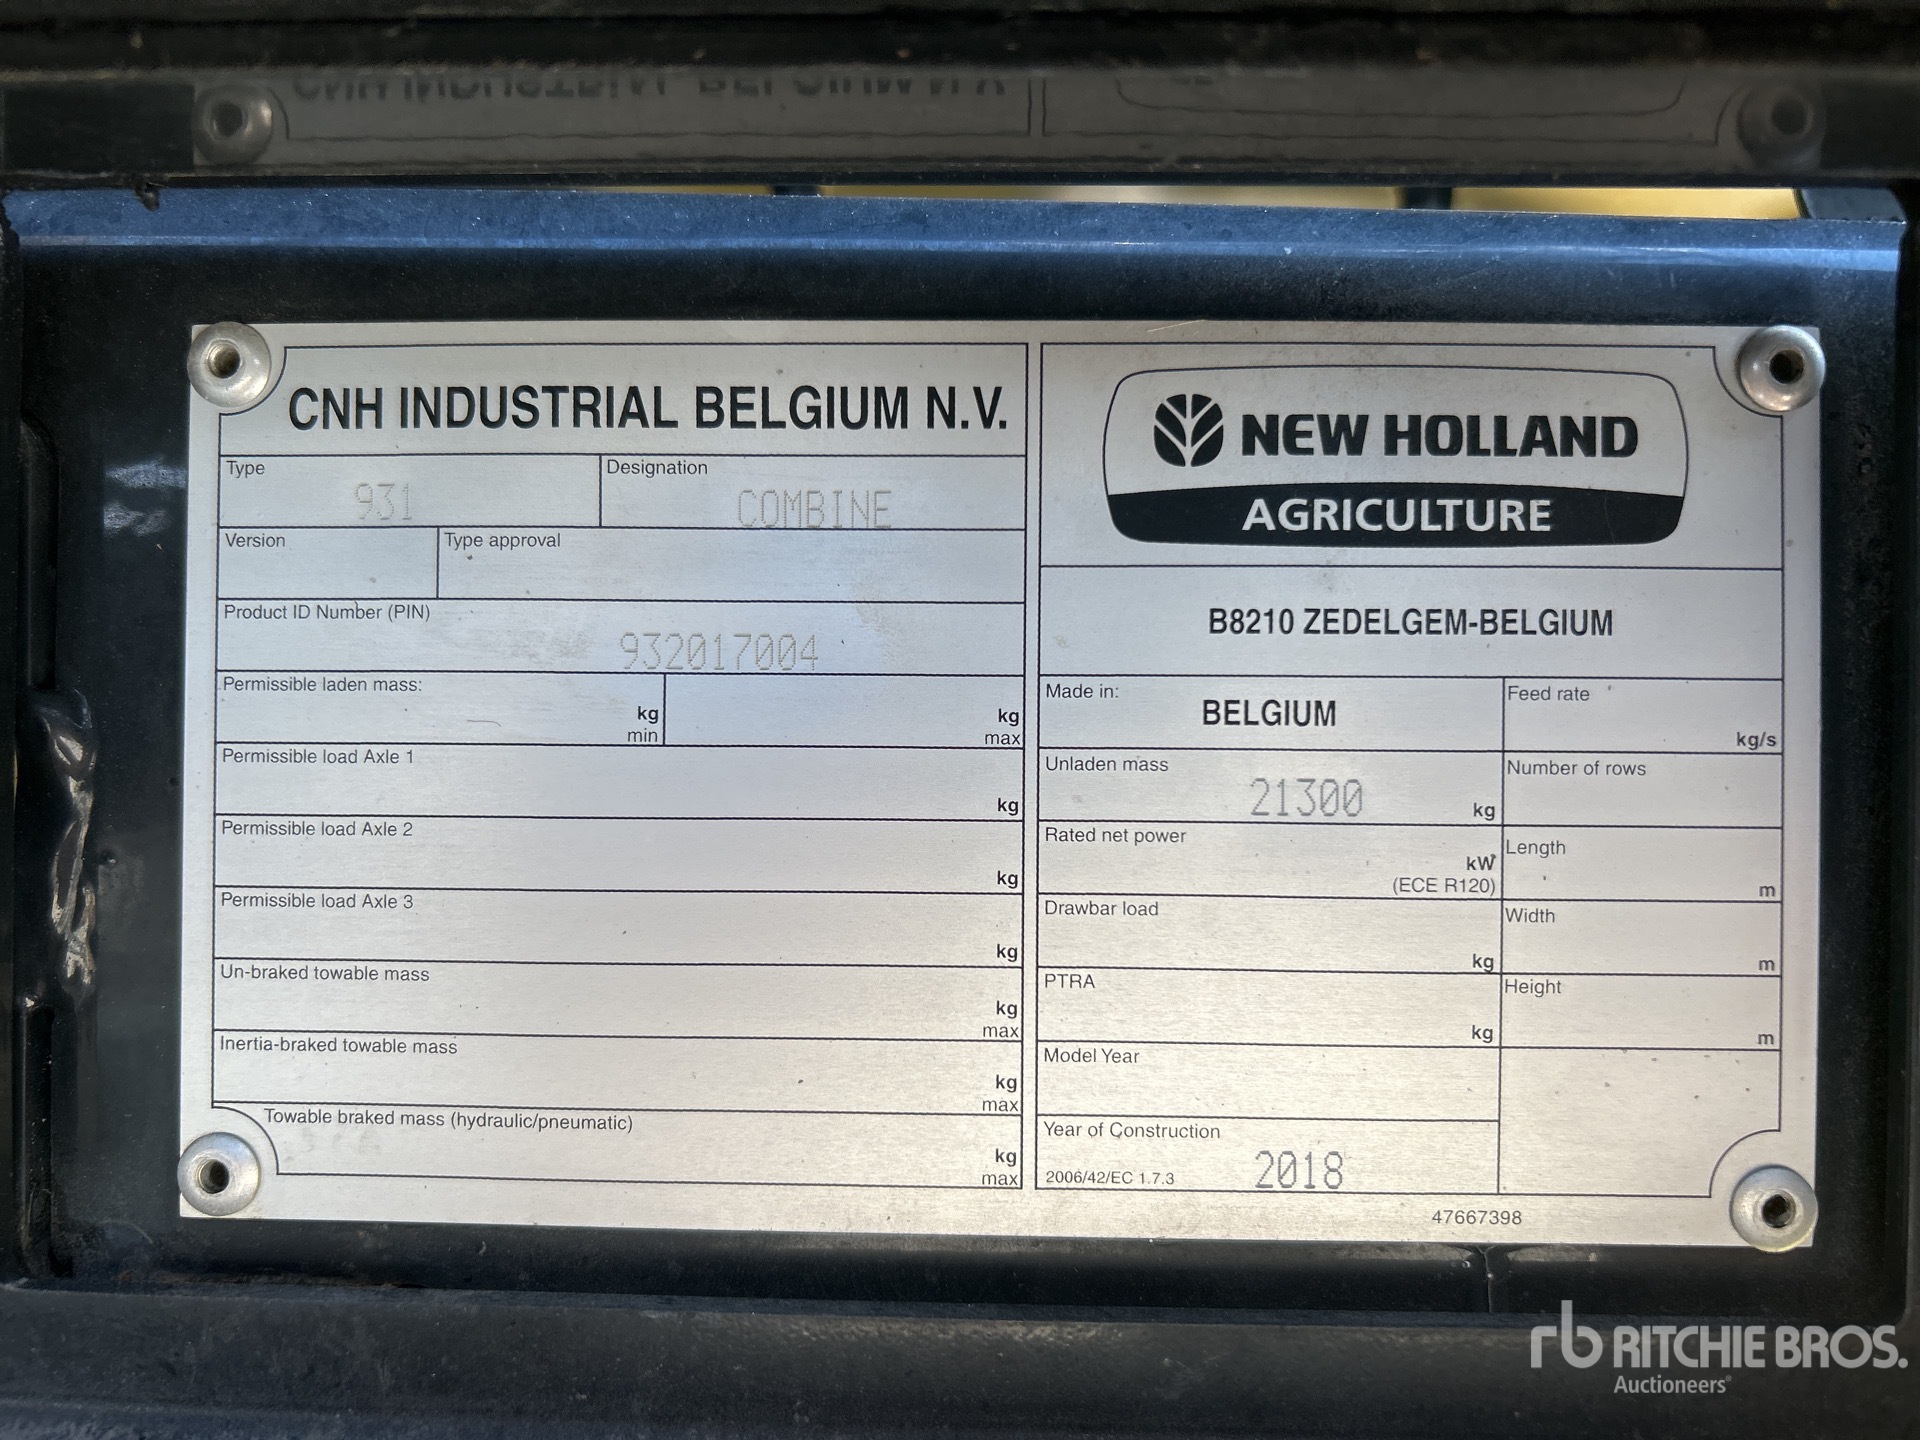 CNH INDUSTRIAL BELGIUM N.V.
Type
931
Designation
COMBINE
Version
Type approval
Product ID Number (PIN)
932017004
Permissible laden mass:
kg
min
kg
max
Permissible load Axle 1
kg
Permissible load Axle 2
kg
Permissible load Axle 3
kg
Un-braked towable mass
kg
max
Inertia-braked towable mass
kg
max
Towable braked mass (hydraulic/pneumatic)
kg
max
NEW HOLLAND
AGRICULTURE
B8210 ZEDELGEM-BELGIUM
Made in:
BELGIUM
Feed rate
kg/s
Unladen mass
21300
kg
Number of rows
Rated net power
kW
(ECE R120)
Length
m
Drawbar load
kg
Width
m
PTRA
kg
Height
m
Model Year
Year of Construction
2006/42/EC 1.7.3
2018
47667398
rb RITCHIE BROS.
Auctioneers